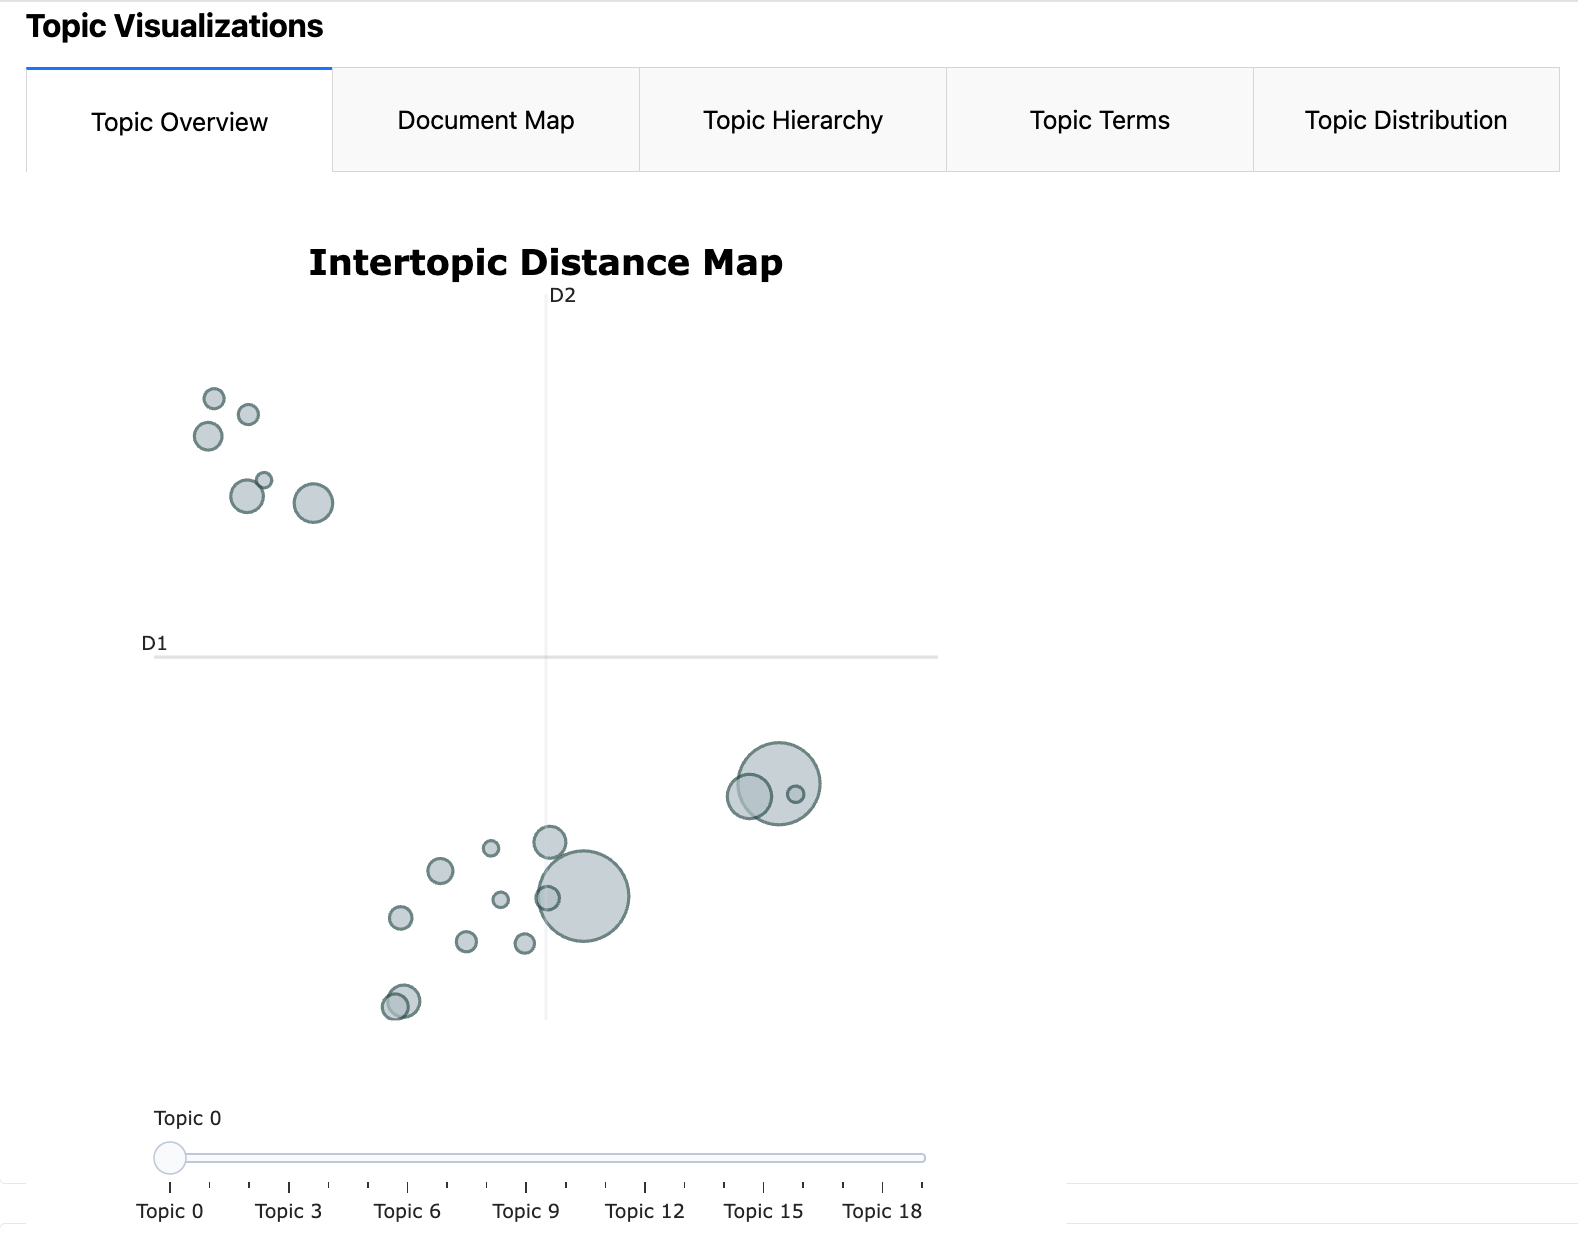 Topic Visualizations
Topic Overview
Document Map
Topic Hierarchy
Topic Terms
Topic Distribution
Intertopic Distance Map
D2
D1
Topic 0
Topic 0
Topic 3
Topic 6
Topic 9
Topic 12
Topic 15
Topic 18